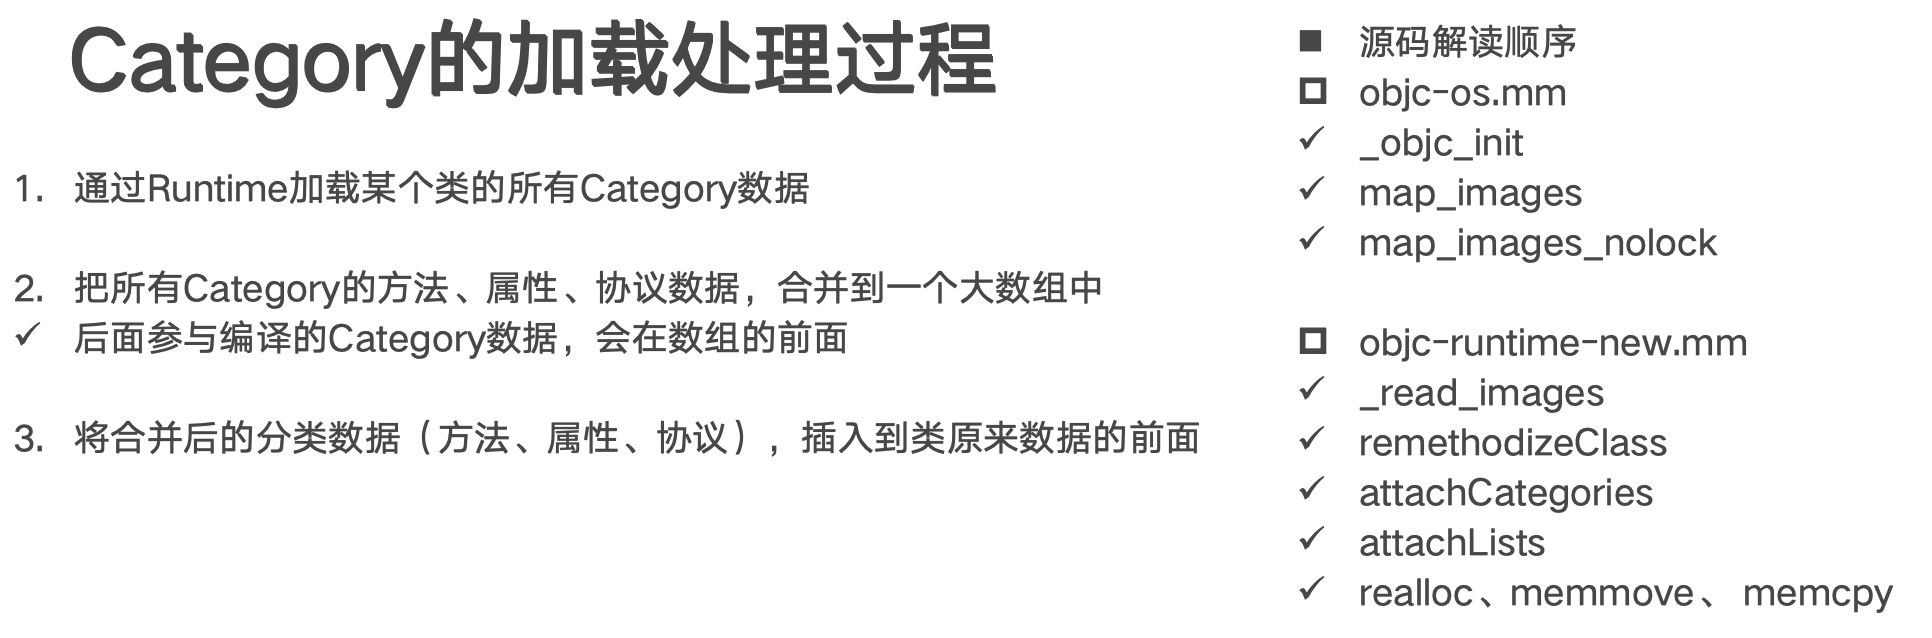 Category的加载处理过程
1. 通过Runtime加载某个类的所有Category数据
2. 把所有Category的方法、属性、协议数据，合并到一个大数组中
✓ 后面参与编译的Category数据，会在数组的前面
3. 将合并后的分类数据（方法、属性、协议），插入到类原来数据的前面
■ 源码解读顺序
□ objc-os.mm
✓ _objc_init
✓ map_images
✓ map_images_nolock
□ objc-runtime-new.mm
✓ _read_images
✓ remethodizeClass
✓ attachCategories
✓ attachLists
✓ realloc、memmove、 memcpy